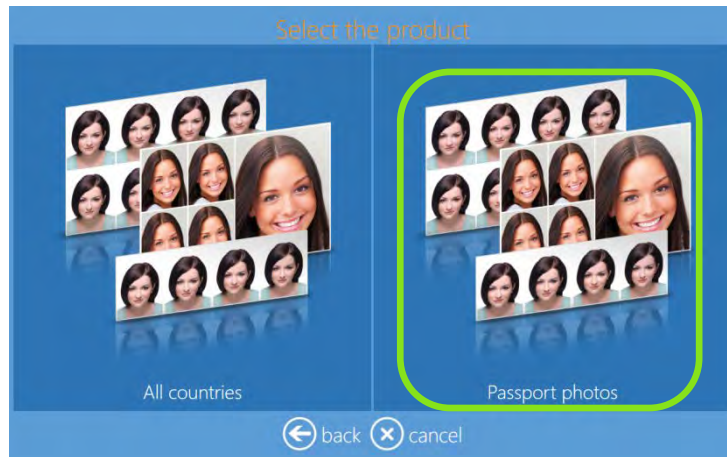 Select the product
All countries
Passport photos
back cancel